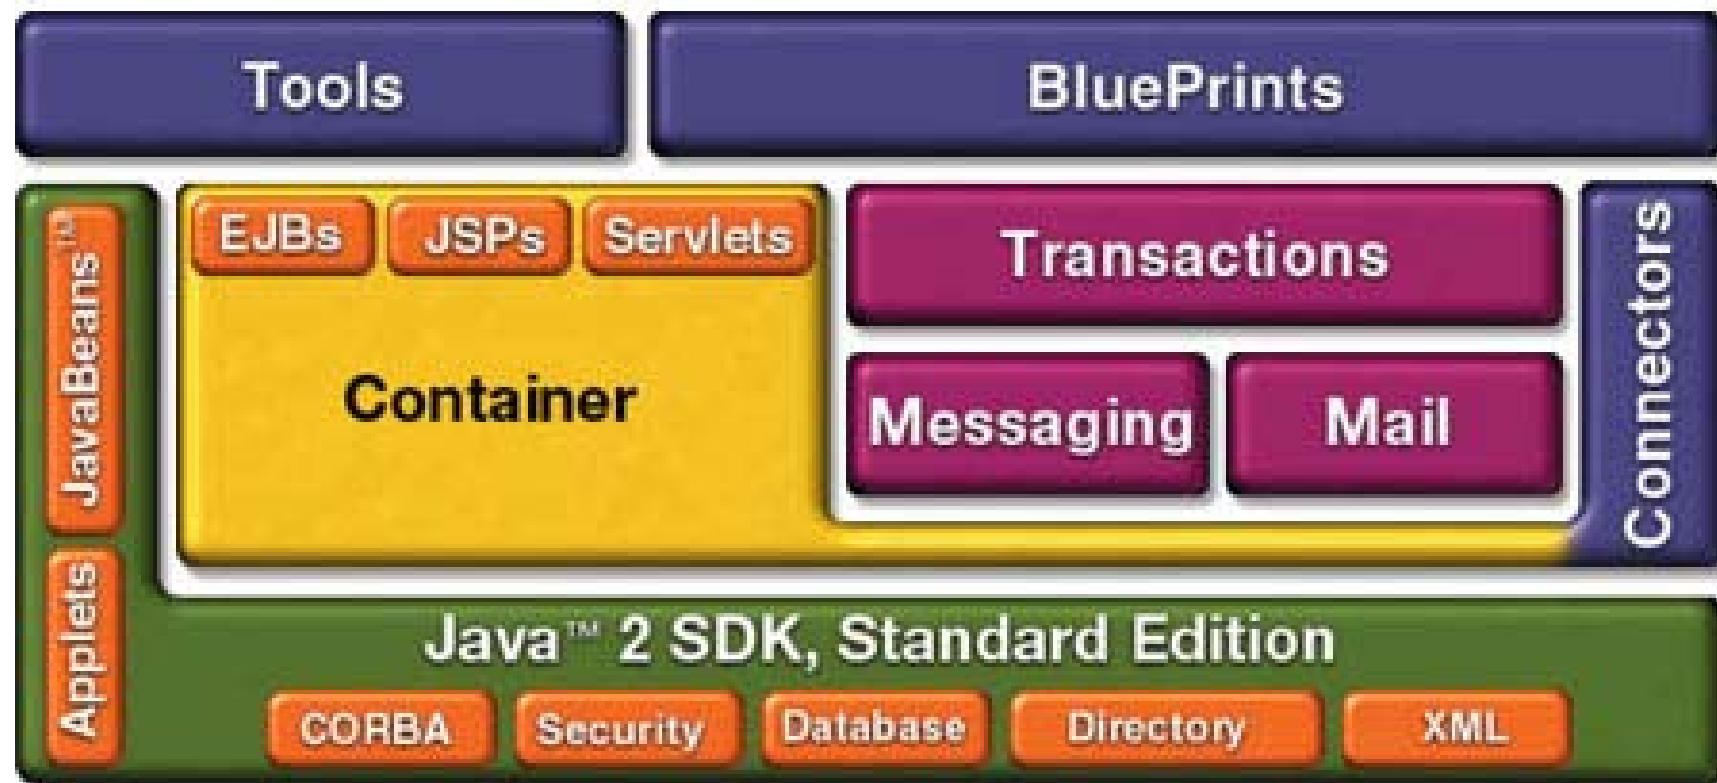 Tools
BluePrints
EJBs
JSPs
Servlets
Transactions
Connectors
JavaBeans™
Container
Messaging
Mail
Applets
Java™ 2 SDK, Standard Edition
CORBA
Security
Database
Directory
XML